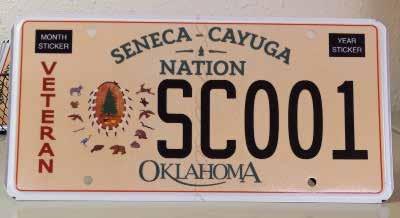 MONTH
STICKER
SENECA-CAYUGA
NATION
YEAR
STICKER
VETERAN
SC001
OKLAHOMA